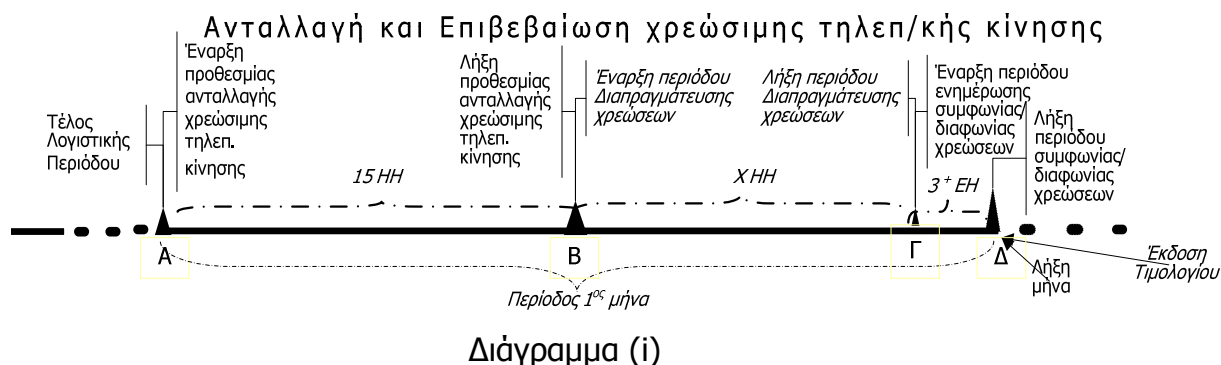 Ανταλλαγή και Επιβεβαίωση χρεώσιμης τηλεπ/κής κίνησης
Τέλος
Λογιστικής
Περιόδου
Έναρξη
προθεσμίας
ανταλλαγής
χρεώσιμης
τηλεπ.
κίνησης
Λήξη
προθεσμίας
ανταλλαγής
χρεώσιμης
τηλεπ.
κίνησης
Έναρξη περιόδου
Διαπραγμάτευσης
χρεώσεων
Λήξη περιόδου
Διαπραγμάτευσης
χρεώσεων
Έναρξη περιόδου
ενημέρωσης
συμφωνίας/
διαφωνίας
χρεώσεων
Λήξη
περιόδου
συμφωνίας/
διαφωνίας
χρεώσεων
15 ΗΗ
Χ ΗΗ
3+ ΕΗ
Α
Β
Γ
Δ
Λήξη
μήνα
Έκδοση
Τιμολογίου
Περίοδος 1ος μήνα
Διάγραμμα (i)